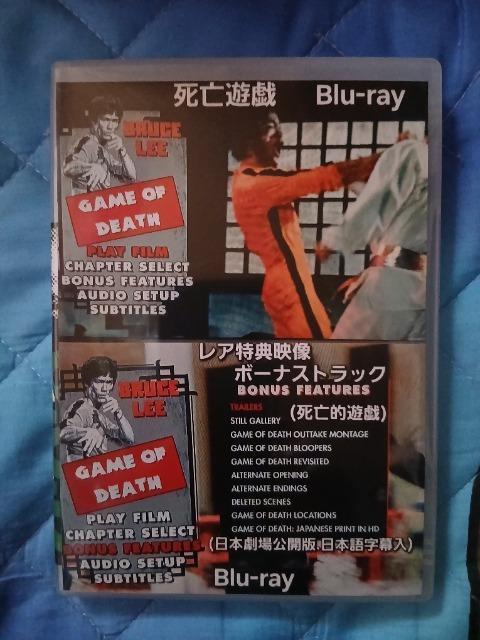 死亡遊戯 Blu-ray
BRUCE
LEE
GAME OF
DEATH
PLAY FILM
CHAPTER SELECT
BONUS FEATURES
AUDIO SETUP
SUBTITLES
レア特典映像
ボーナストラック
BONUS FEATURES
TRAILERS
(死亡的遊戯)
STILL GALLERY
GAME OF DEATH OUTTAKE MONTAGE
GAME OF DEATH BLOOPERS
GAME OF DEATH REVISITED
ALTERNATE OPENING
ALTERNATE ENDINGS
DELETED SCENES
GAME OF DEATH LOCATIONS
GAME OF DEATH: JAPANESE PRINT IN HD
(日本劇場公開版 日本語字幕入)
BRUCE
LEE
GAME OF
DEATH
PLAY FILM
CHAPTER SELECT
BONUS FEATURES
AUDIO SETUP
SUBTITLES
Blu-ray